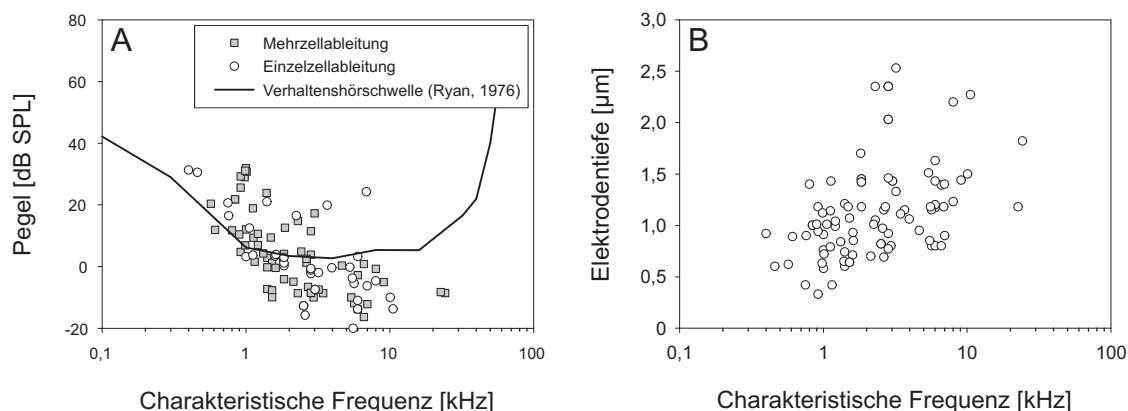 A
Mehrzellableitung
Einzelzellableitung
Verhaltenshörschwelle (Ryan, 1976)
Pegel [dB SPL]
80
60
40
20
0
-20
0,1
1
10
100
Charakteristische Frequenz [kHz]
B
Elektrodentiefe [µm]
3,0
2,5
2,0
1,5
1,0
0,5
0,0
0,1
1
10
100
Charakteristische Frequenz [kHz]